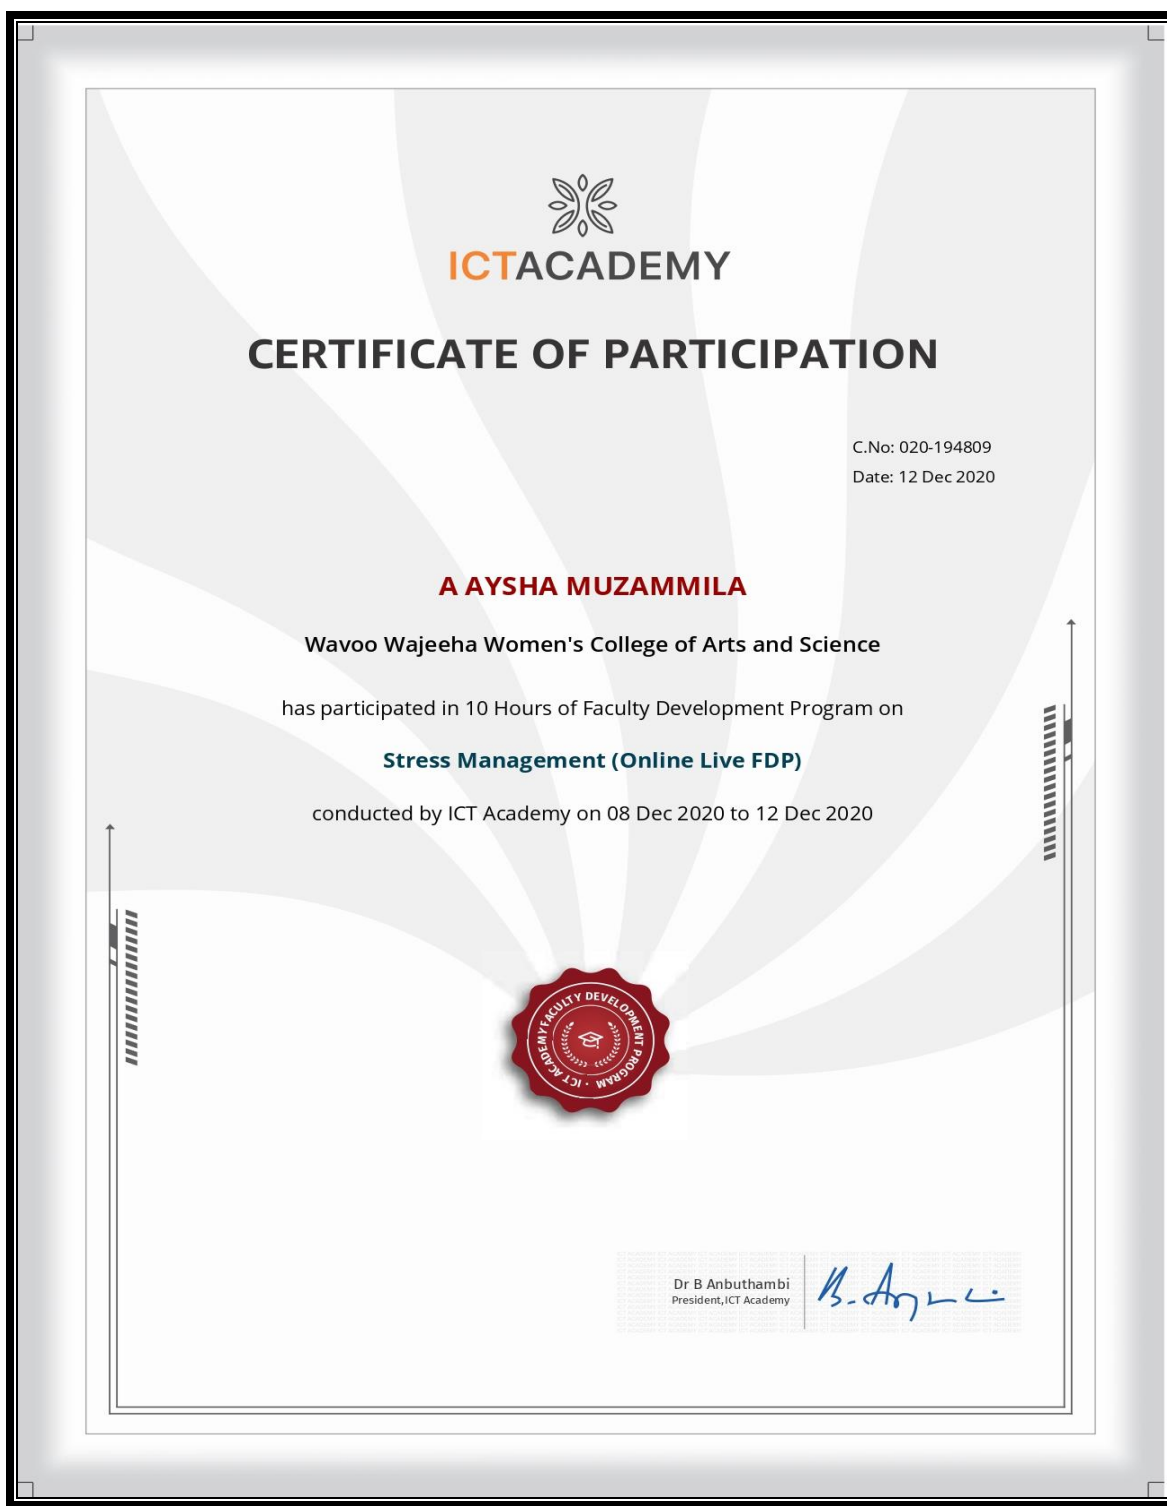 ICTACADEMY
CERTIFICATE OF PARTICIPATION
C.No: 020-194809
Date: 12 Dec 2020
A AYSHA MUZAMMILA
Wavoo Wajeeha Women's College of Arts and Science
has participated in 10 Hours of Faculty Development Program on
Stress Management (Online Live FDP)
conducted by ICT Academy on 08 Dec 2020 to 12 Dec 2020
ICT ACADEMY FACULTY DEVELOPMENT PROGRAM ·
Dr B Anbuthambi
President,ICT Academy